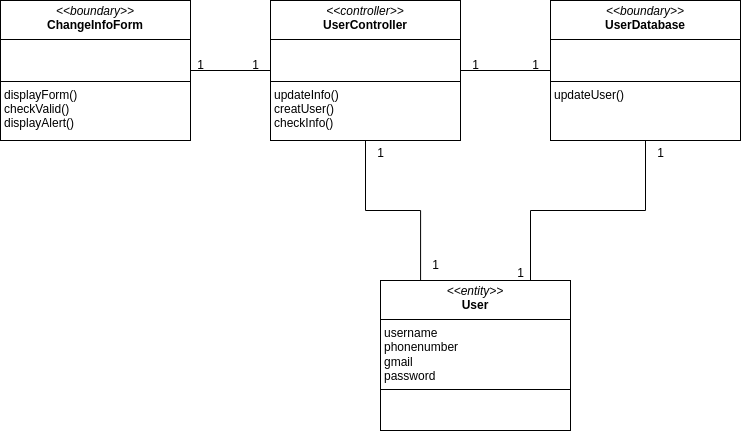 <<boundary>>
ChangeInfoForm
displayForm()
checkValid()
displayAlert()
1
1
<<controller>>
UserController
updateInfo()
creatUser()
checkInfo()
1
1
<<boundary>>
UserDatabase
updateUser()
1
1
1
1
<<entity>>
User
username
phonenumber
gmail
password